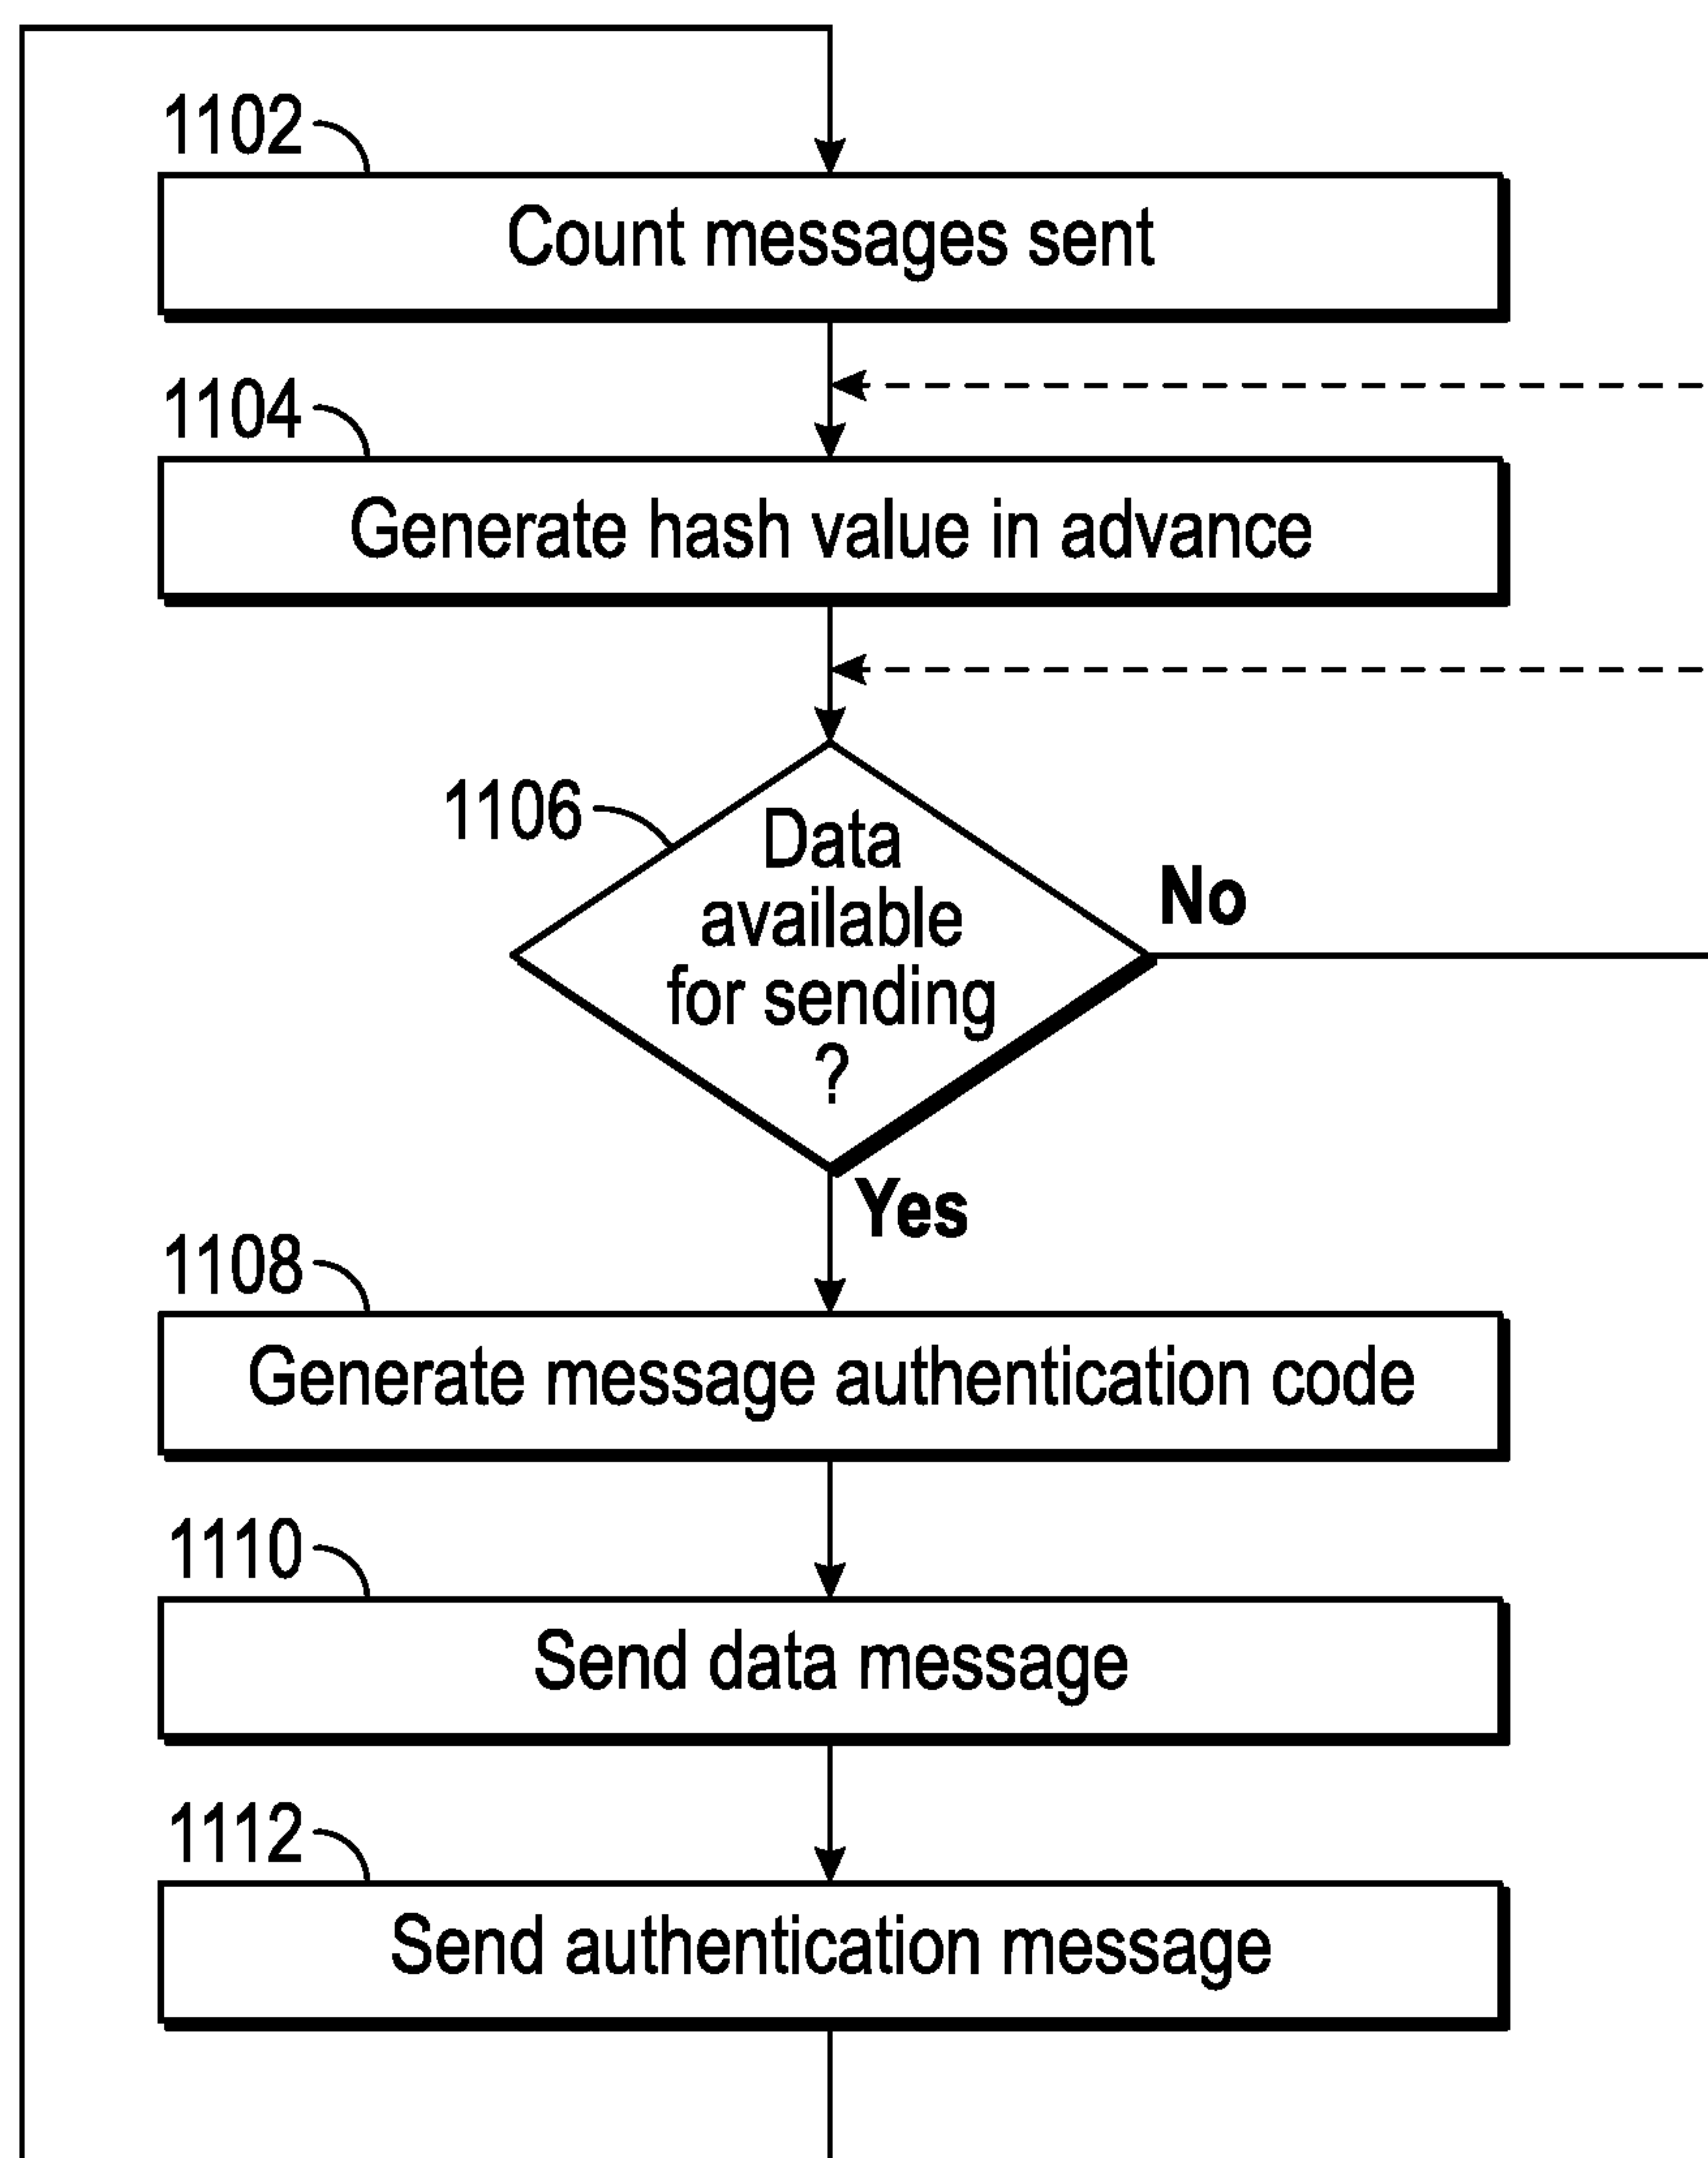 1102
Count messages sent
1104
Generate hash value in advance
1106
Data
available
for sending
?
No
Yes
1108
Generate message authentication code
1110
Send data message
1112
Send authentication message